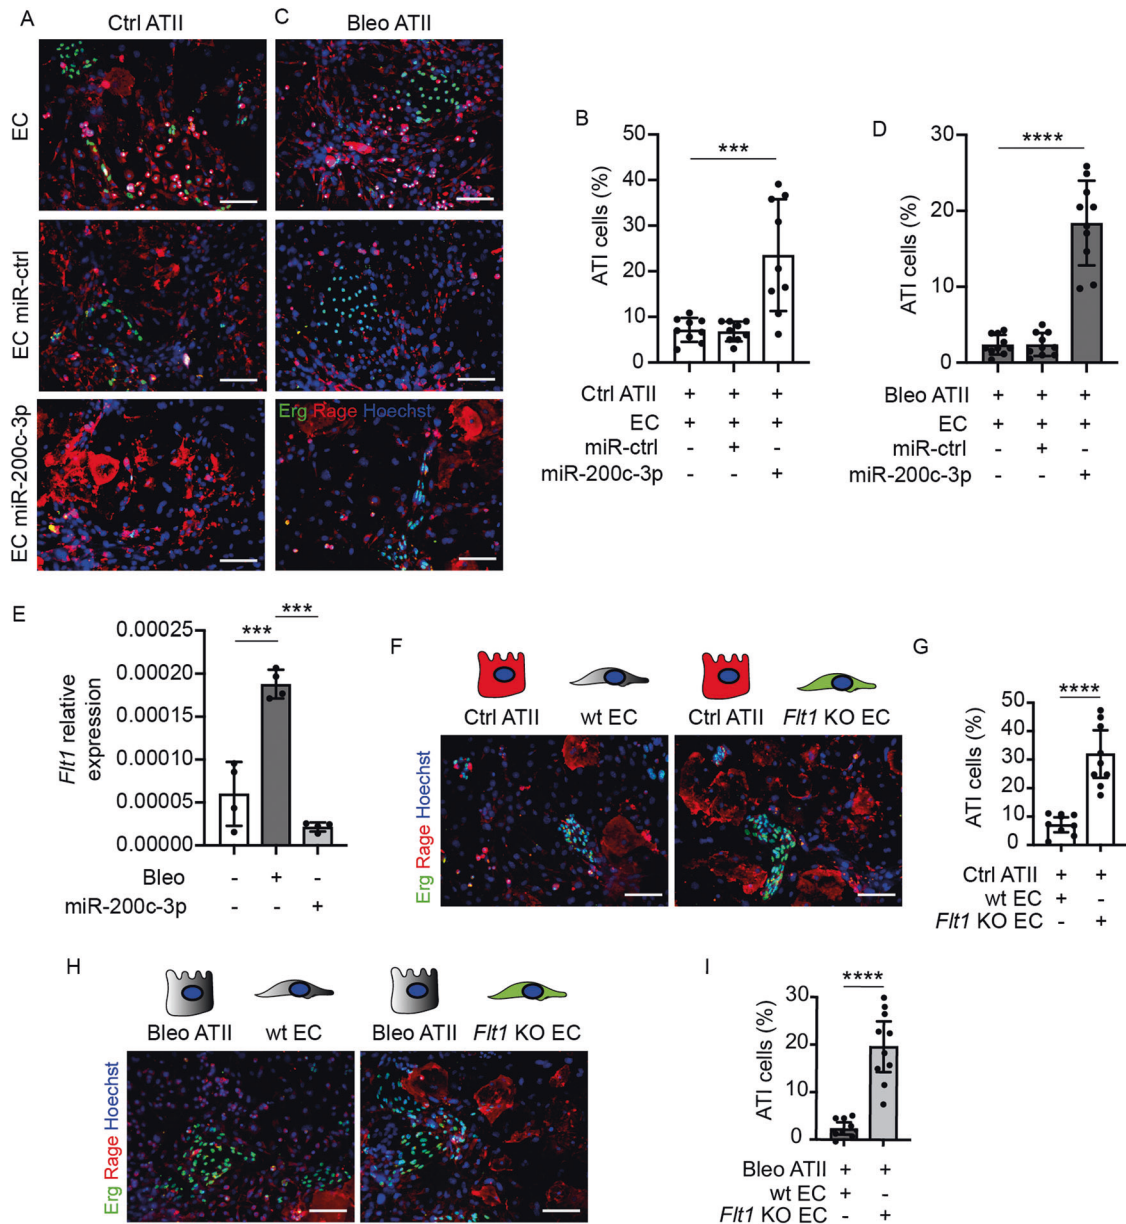 A
Ctrl ATII
C
Bleo ATII
EC
EC miR-ctrl
EC miR-200c-3p
Erg Rage Hoechst
B
ATI cells (%)
50
40
30
20
10
0
***
Ctrl ATII + + +
EC + + +
miR-ctrl - + -
miR-200c-3p - - +
D
ATI cells (%)
30
20
10
0
****
Bleo ATII + + +
EC + + +
miR-ctrl - + -
miR-200c-3p - - +
E
Flt1 relative
expression
0.00025
0.00020
0.00015
0.00010
0.00005
0.00000
*** ***
Bleo - + -
miR-200c-3p - - +
F
Ctrl ATII wt EC Ctrl ATII Flt1 KO EC
Erg Rage Hoechst
G
ATI cells (%)
50
40
30
20
10
0
****
Ctrl ATII + +
wt EC + -
Flt1 KO EC - +
H
Bleo ATII wt EC Bleo ATII Flt1 KO EC
Erg Rage Hoechst
I
ATI cells (%)
30
20
10
0
****
Bleo ATII + +
wt EC + -
Flt1 KO EC - +